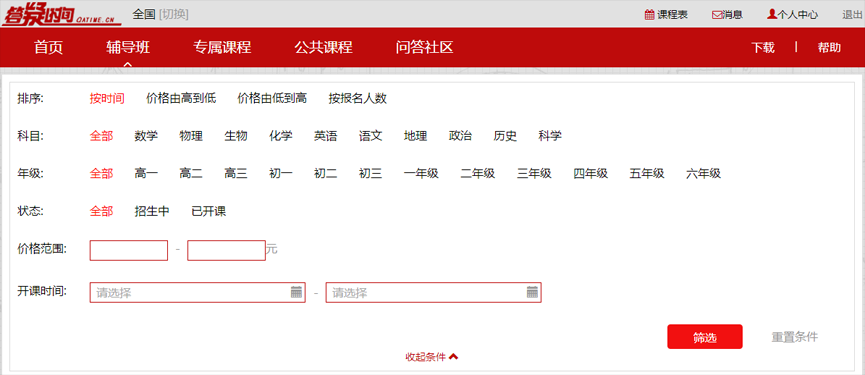 答疑时间 QATIME.CN 全国 [切换] 课程表 消息 个人中心 退出
首页 辅导班 专属课程 公共课程 问答社区 下载 | 帮助
排序: 按时间 价格由高到低 价格由低到高 按报名人数
科目: 全部 数学 物理 生物 化学 英语 语文 地理 政治 历史 科学
年级: 全部 高一 高二 高三 初一 初二 初三 一年级 二年级 三年级 四年级 五年级 六年级
状态: 全部 招生中 已开课
价格范围: - 元
开课时间: 请选择 - 请选择
筛选 重置条件
收起条件